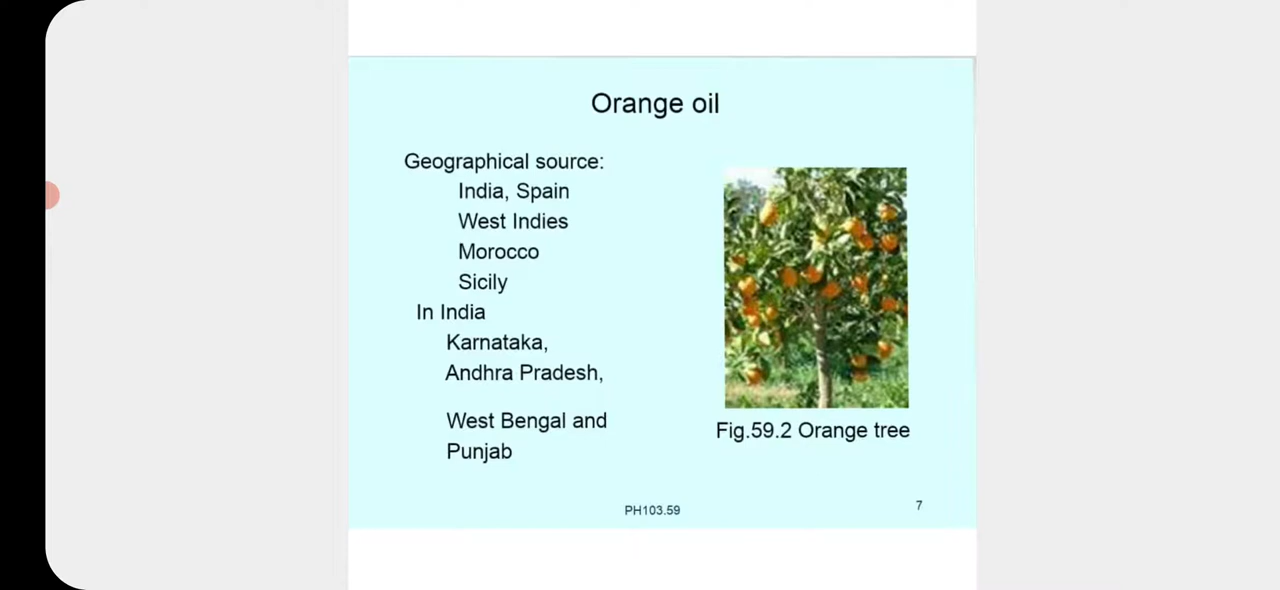 Orange oil
Geographical source:
India, Spain
West Indies
Morocco
Sicily
In India
Karnataka,
Andhra Pradesh,
West Bengal and
Punjab
Fig.59.2 Orange tree
PH103.59
7